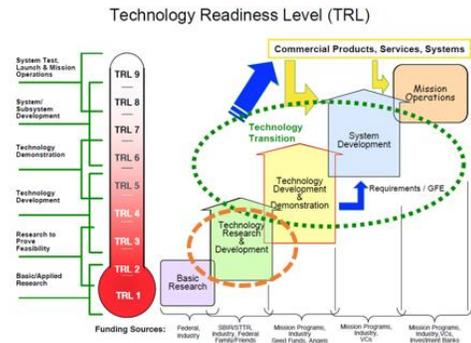 Technology Readiness Level (TRL)
Commercial Products, Services, Systems
System Test,
Launch & Mission
Operations
System/
Subsystem
Development
Technology
Demonstration
Technology
Development
Research to
Prove
Feasibility
Basic/Applied
Research
TRL 9
TRL 8
TRL 7
TRL 6
TRL 5
TRL 4
TRL 3
TRL 2
TRL 1
Technology
Transition
Mission
Operations
System
Development
Technology
Development
&
Demonstration
Requirements / GFE
Technology
Research
&
Development
Basic
Research
Funding Sources:
Federal,
Industry
SBIR/STTR,
Industry, Federal
Family/Friends
Mission Programs,
Industry
Seed Funds, Angels
Mission Programs,
Industry,
VCs
Mission Programs,
Industry,VCs,
Investment Banks